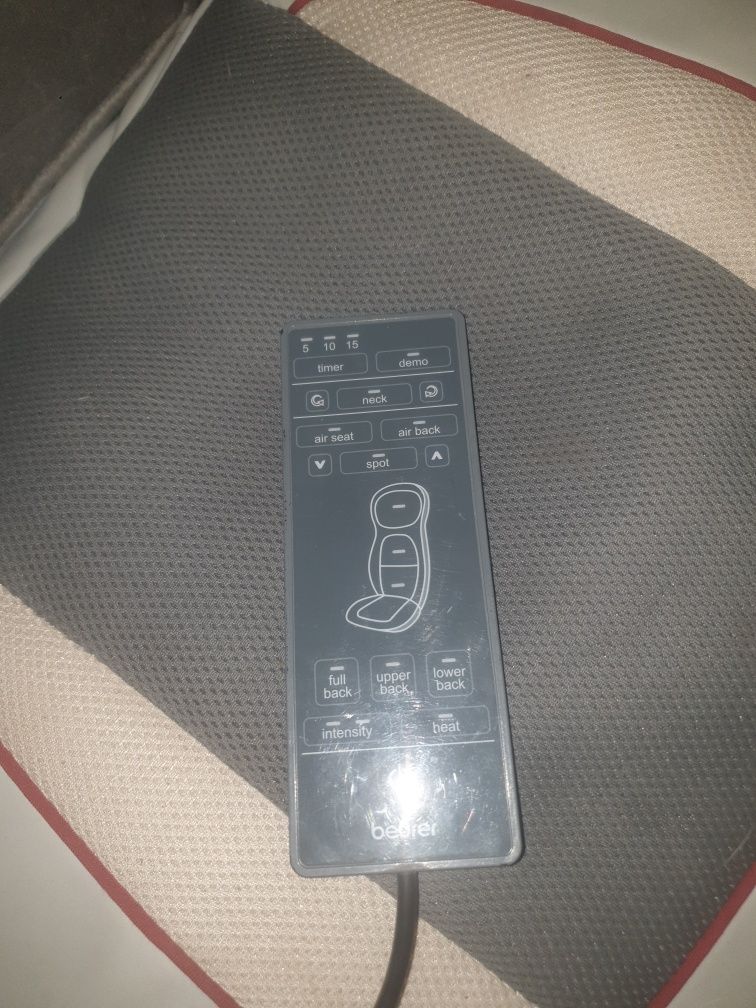 5 10 15
timer demo
neck
air seat air back
spot
full back
upper back
lower back
intensity heat
beurer